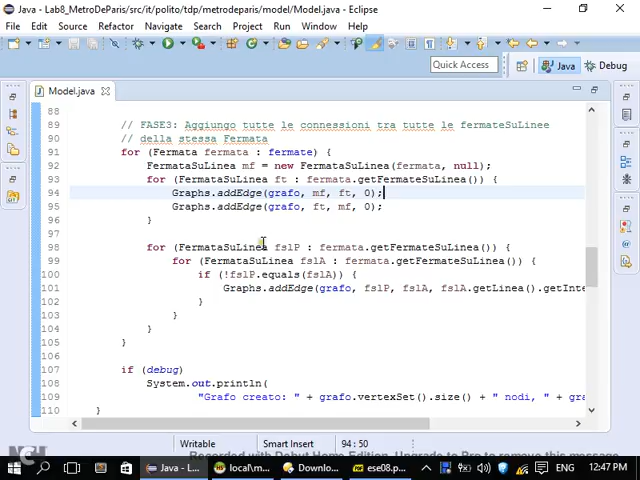 Java - Lab8_MetroDeParis/src/it/polito/tdp/metrodeparis/model/Model.java - Eclipse
File Edit Source Refactor Navigate Search Project Run Window Help
Quick Access
Java
Debug
Model.java
88
89 // FASE3: Aggiungo tutte le connessioni tra tutte le fermateSuLinee
90 // della stessa Fermata
91 for (Fermata fermata : fermate) {
92 FermataSuLinea mf = new FermataSuLinea(fermata, null);
93 for (FermataSuLinea ft : fermata.getFermateSuLinea()) {
94 Graphs.addEdge(grafo, mf, ft, 0);
95 Graphs.addEdge(grafo, ft, mf, 0);
96 }
97
98 for (FermataSuLinea fslP : fermata.getFermateSuLinea()) {
99 for (FermataSuLinea fslA : fermata.getFermateSuLinea()) {
100 if (!fslP.equals(fslA)) {
101 Graphs.addEdge(grafo, fslP, fslA, fslA.getLinea().getInte
102 }
103 }
104 }
105 }
106
107 if (debug)
108 System.out.println(
109 "Grafo creato: " + grafo.vertexSet().size() + " nodi, " + gra
110 }
Writable Smart Insert 94 : 50
Recorded with Debut Home Edition. Upgrade to Pro to remove this message
NCH
Java - L...
local\m...
Downlo...
ese08.p...
ENG 12:47 PM